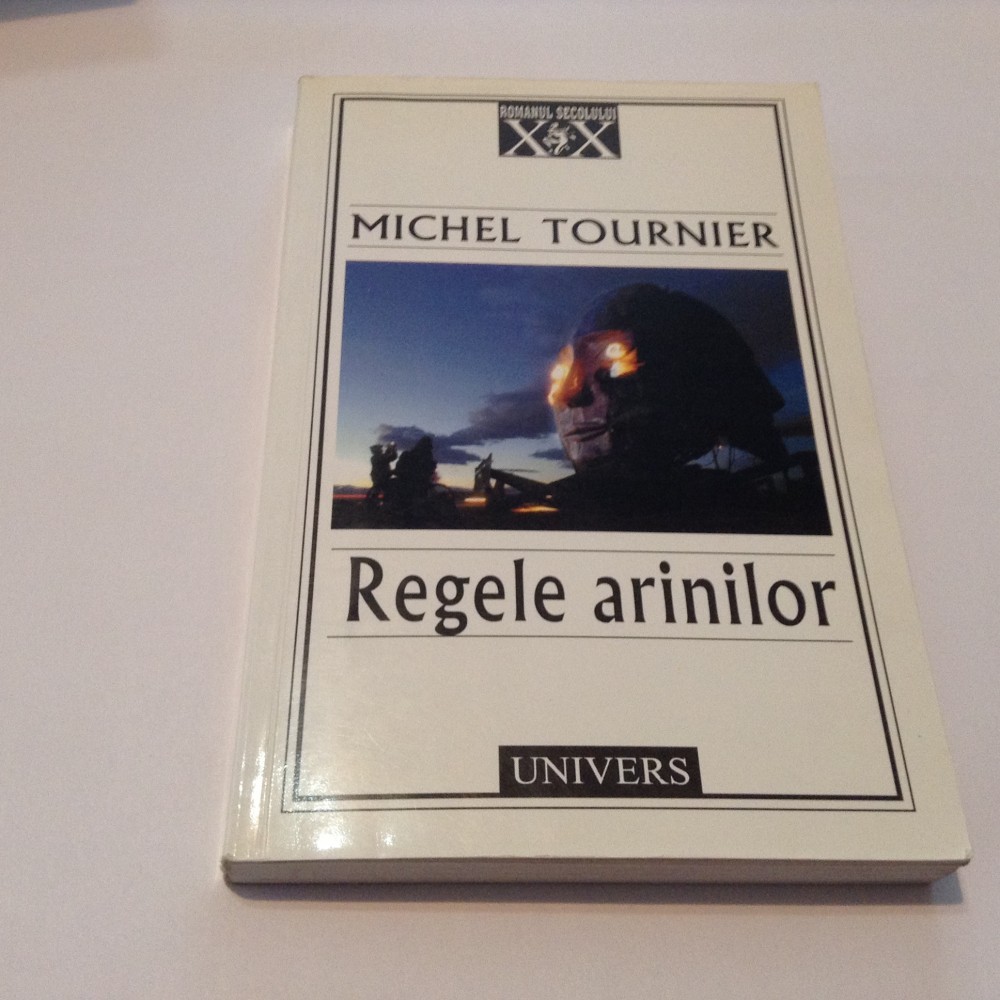 ROMANUL SECOLULUI
XX
MICHEL TOURNIER
Regele arinilor
UNIVERS